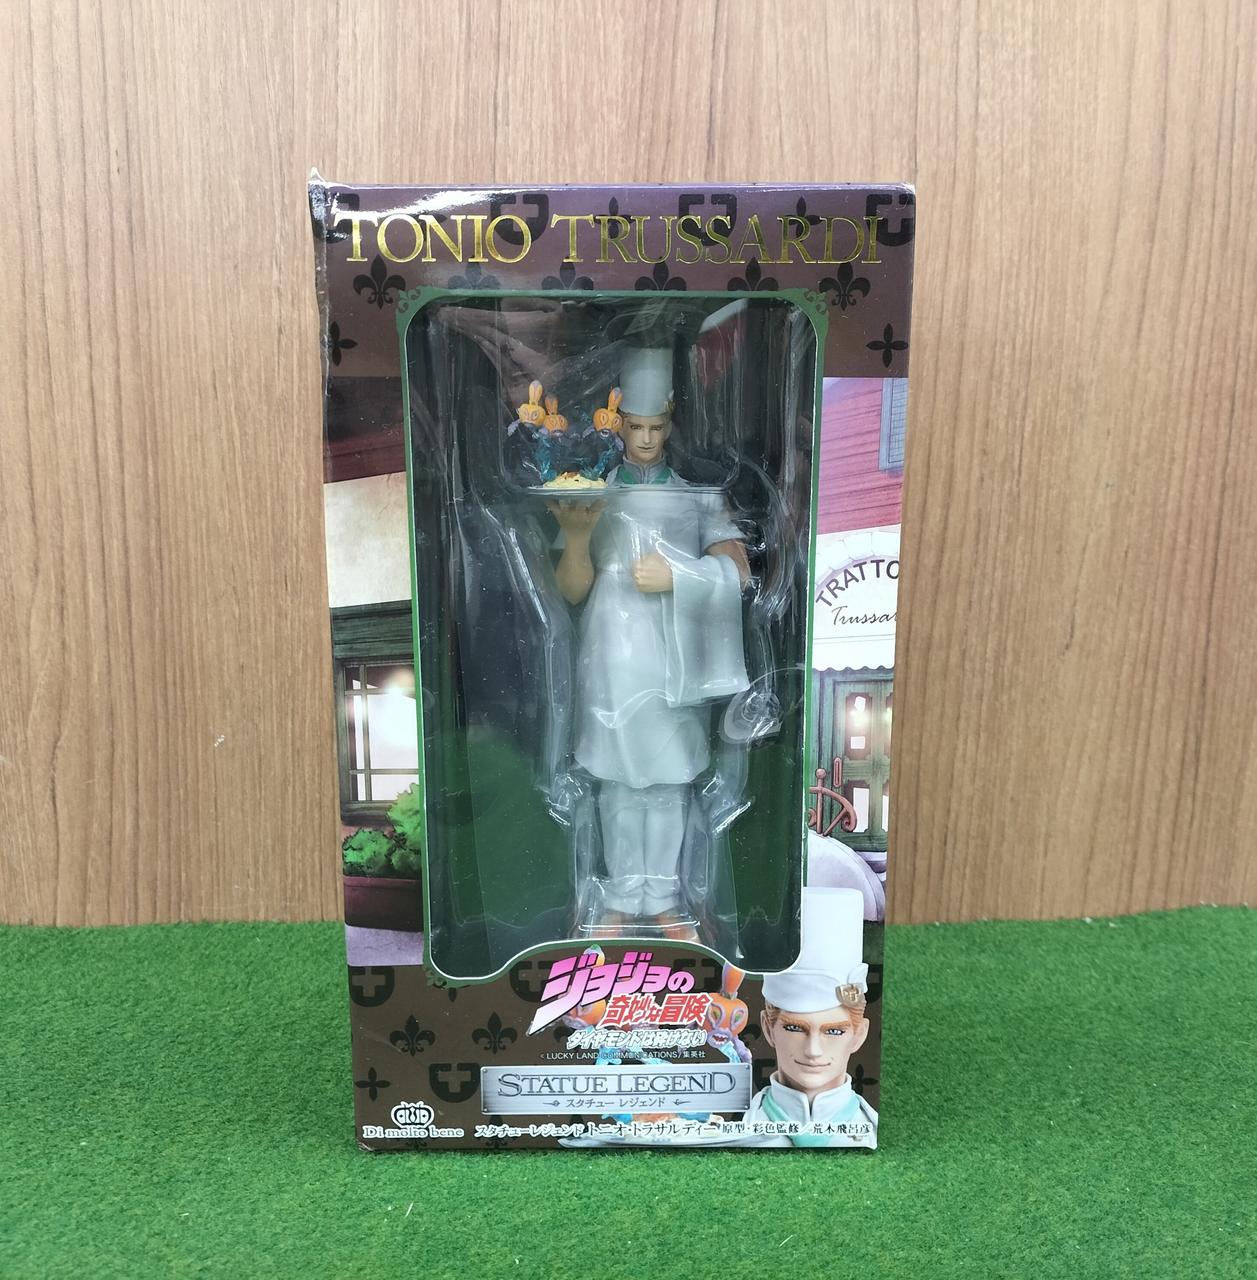 TONIO TRUSSARDI
TRATTO
Trussa
ジョジョの
奇妙な冒険
ダイヤモンドは砕けない
© LUCKY LAND COMMUNICATIONS/集英社
STATUE LEGEND
スタチュー レジェンド
Di molto bene
スタチューレジェンド トニオ・トラサルディー 原型・彩色監修/荒木飛呂彦